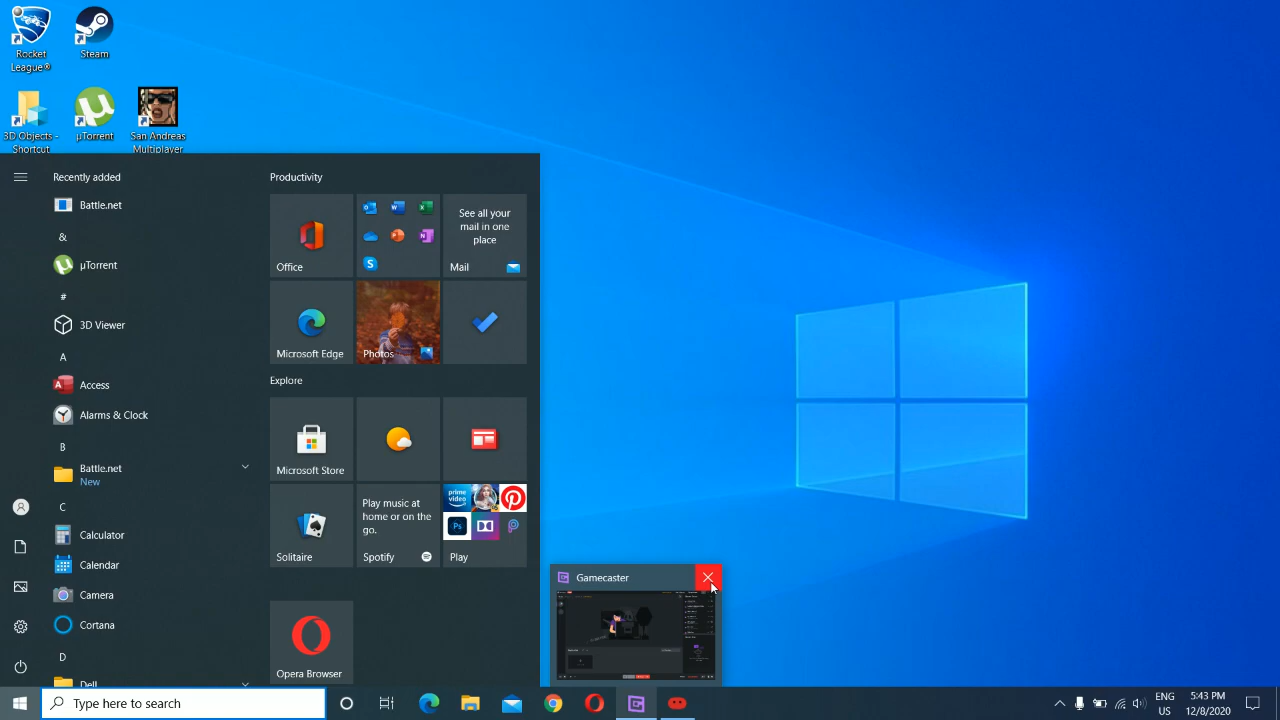 Rocket
League®
Steam
3D Objects -
Shortcut
µTorrent
San Andreas
Multiplayer
Recently added
Battle.net
&
µTorrent
#
3D Viewer
A
Access
Alarms & Clock
B
Battle.net
New
C
Calculator
Calendar
Camera
Cortana
D
Dell
Productivity
Office
See all your
mail in one
place
Mail
Microsoft Edge
Photos
Explore
Microsoft Store
Solitaire
Play music at
home or on the
go.
Spotify
prime
video
Ps
Play
Opera Browser
Gamecaster
Type here to search
ENG
US
5:43 PM
12/8/2020